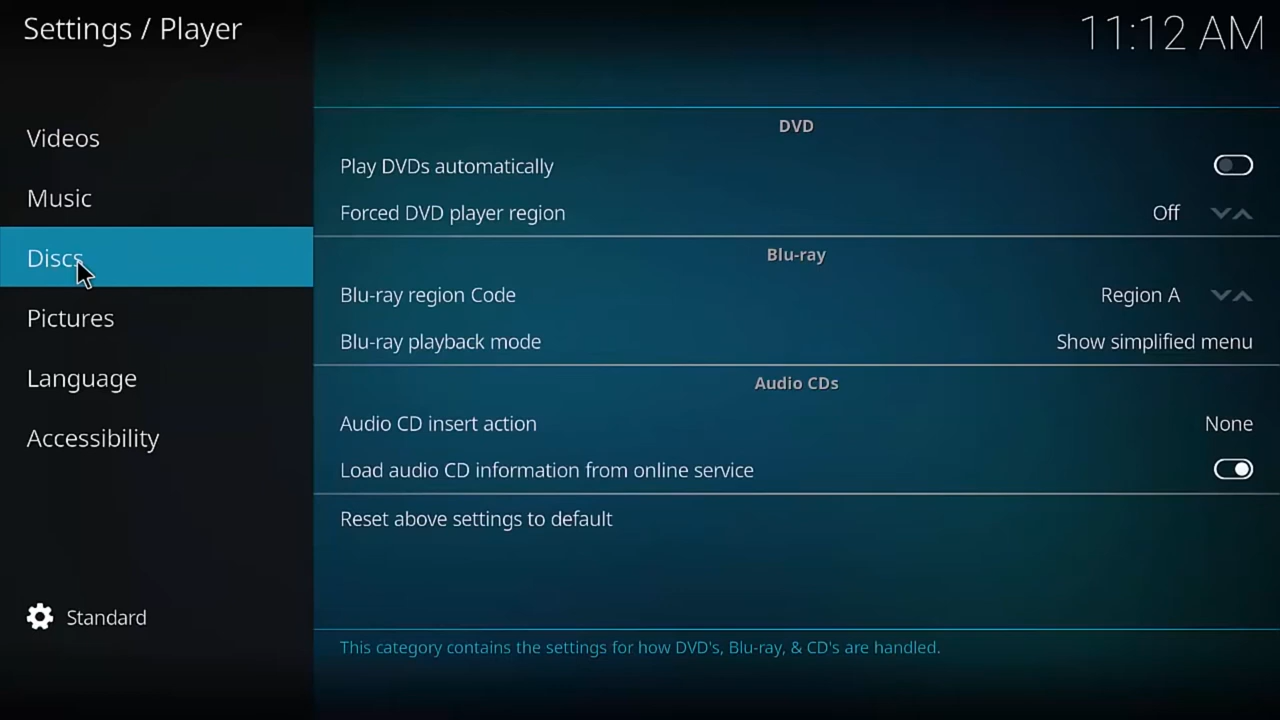 Settings / Player
11:12 AM
Videos
Music
Discs
Pictures
Language
Accessibility
Standard
DVD
Play DVDs automatically
Forced DVD player region Off
Blu-ray
Blu-ray region Code Region A
Blu-ray playback mode Show simplified menu
Audio CDs
Audio CD insert action None
Load audio CD information from online service
Reset above settings to default
This category contains the settings for how DVD's, Blu-ray, & CD's are handled.